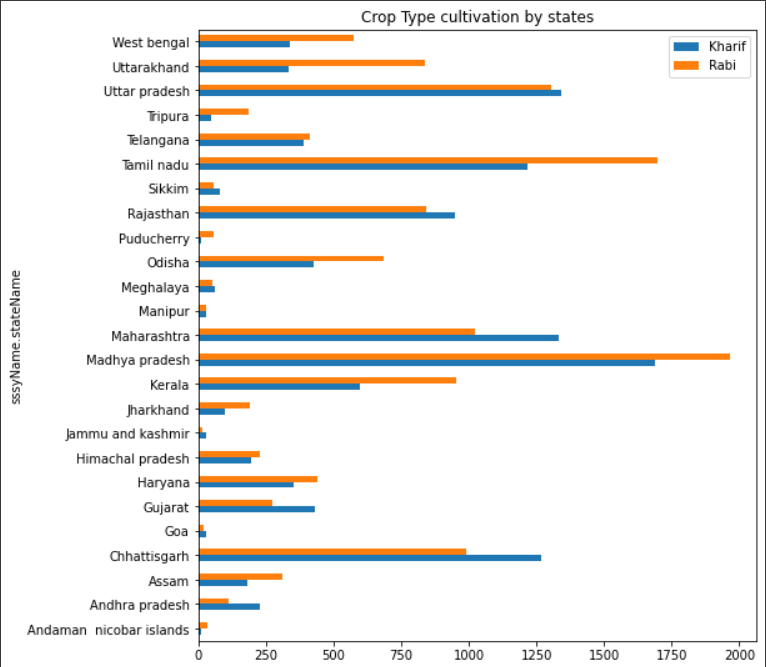 Crop Type cultivation by states
Kharif
Rabi
West bengal
Uttarakhand
Uttar pradesh
Tripura
Telangana
Tamil nadu
Sikkim
Rajasthan
Puducherry
Odisha
Meghalaya
Manipur
Maharashtra
Madhya pradesh
Kerala
Jharkhand
Jammu and kashmir
Himachal pradesh
Haryana
Gujarat
Goa
Chhattisgarh
Assam
Andhra pradesh
Andaman  nicobar islands
sssyName.stateName
0 250 500 750 1000 1250 1500 1750 2000